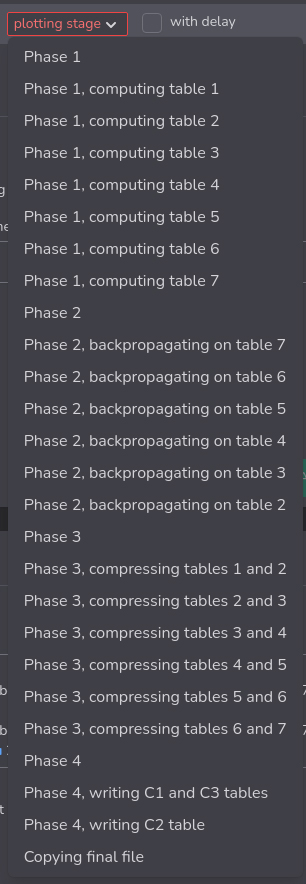 plotting stage with delay
Phase 1
Phase 1, computing table 1
Phase 1, computing table 2
Phase 1, computing table 3
Phase 1, computing table 4
Phase 1, computing table 5
Phase 1, computing table 6
Phase 1, computing table 7
Phase 2
Phase 2, backpropagating on table 7
Phase 2, backpropagating on table 6
Phase 2, backpropagating on table 5
Phase 2, backpropagating on table 4
Phase 2, backpropagating on table 3
Phase 2, backpropagating on table 2
Phase 3
Phase 3, compressing tables 1 and 2
Phase 3, compressing tables 2 and 3
Phase 3, compressing tables 3 and 4
Phase 3, compressing tables 4 and 5
Phase 3, compressing tables 5 and 6
Phase 3, compressing tables 6 and 7
Phase 4
Phase 4, writing C1 and C3 tables
Phase 4, writing C2 table
Copying final file